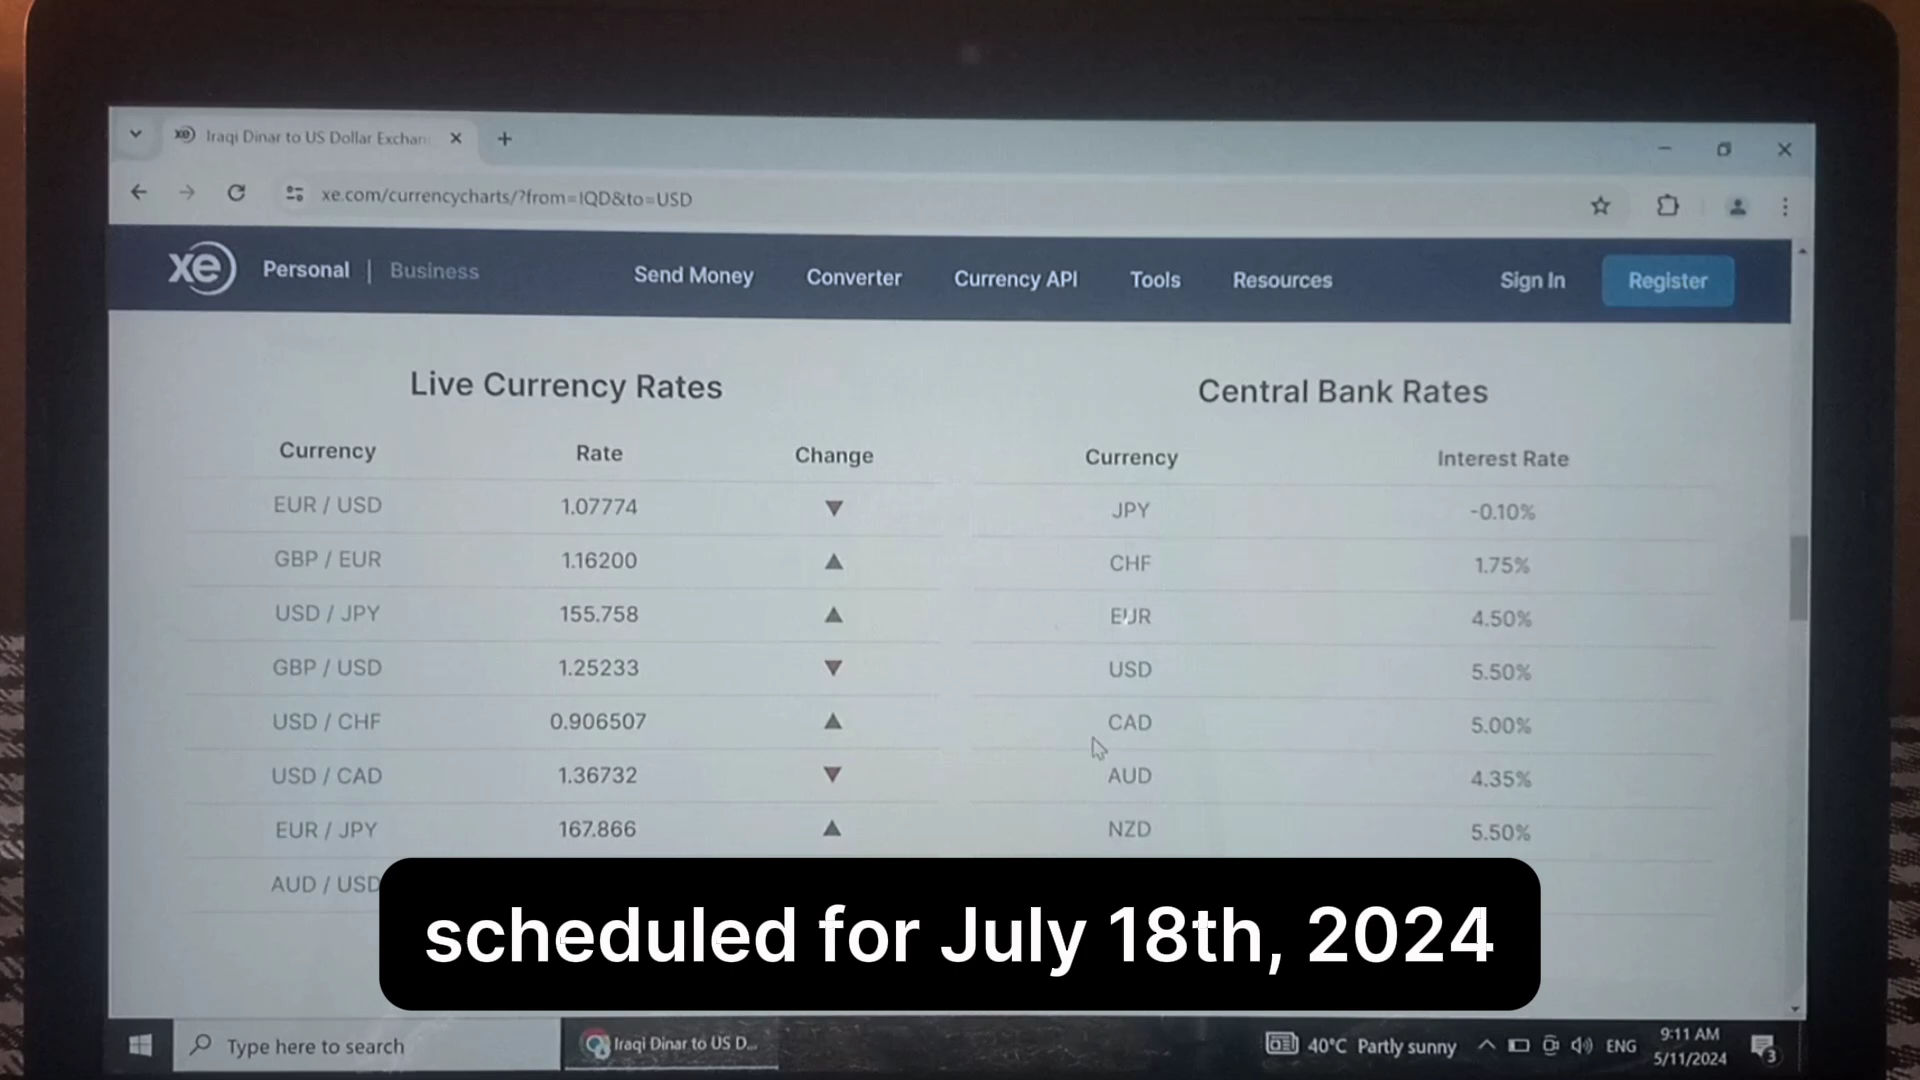 Iraqi Dinar to US Dollar Exchan
xe.com/currencycharts/?from=IQD&to=USD
xe Personal | Business Send Money Converter Currency API Tools Resources Sign In Register
Live Currency Rates
Currency Rate Change
EUR / USD 1.07774 ▼
GBP / EUR 1.16200 ▲
USD / JPY 155.758 ▲
GBP / USD 1.25233 ▼
USD / CHF 0.906507 ▲
USD / CAD 1.36732 ▼
EUR / JPY 167.866 ▲
AUD / USD
Central Bank Rates
Currency Interest Rate
JPY -0.10%
CHF 1.75%
EUR 4.50%
USD 5.50%
CAD 5.00%
AUD 4.35%
NZD 5.50%
scheduled for July 18th, 2024
Type here to search
Iraqi Dinar to US D...
40°C Partly sunny
ENG
9:11 AM
5/11/2024
3